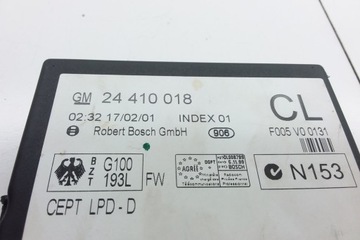 GM 24 410 018
CL
02:32 17/02/01 INDEX 01
F005 V0 0131
Robert Bosch GmbH
906
BZT
G100
193L
FW
AGRÉÉ
N153
CEPT LPD-D